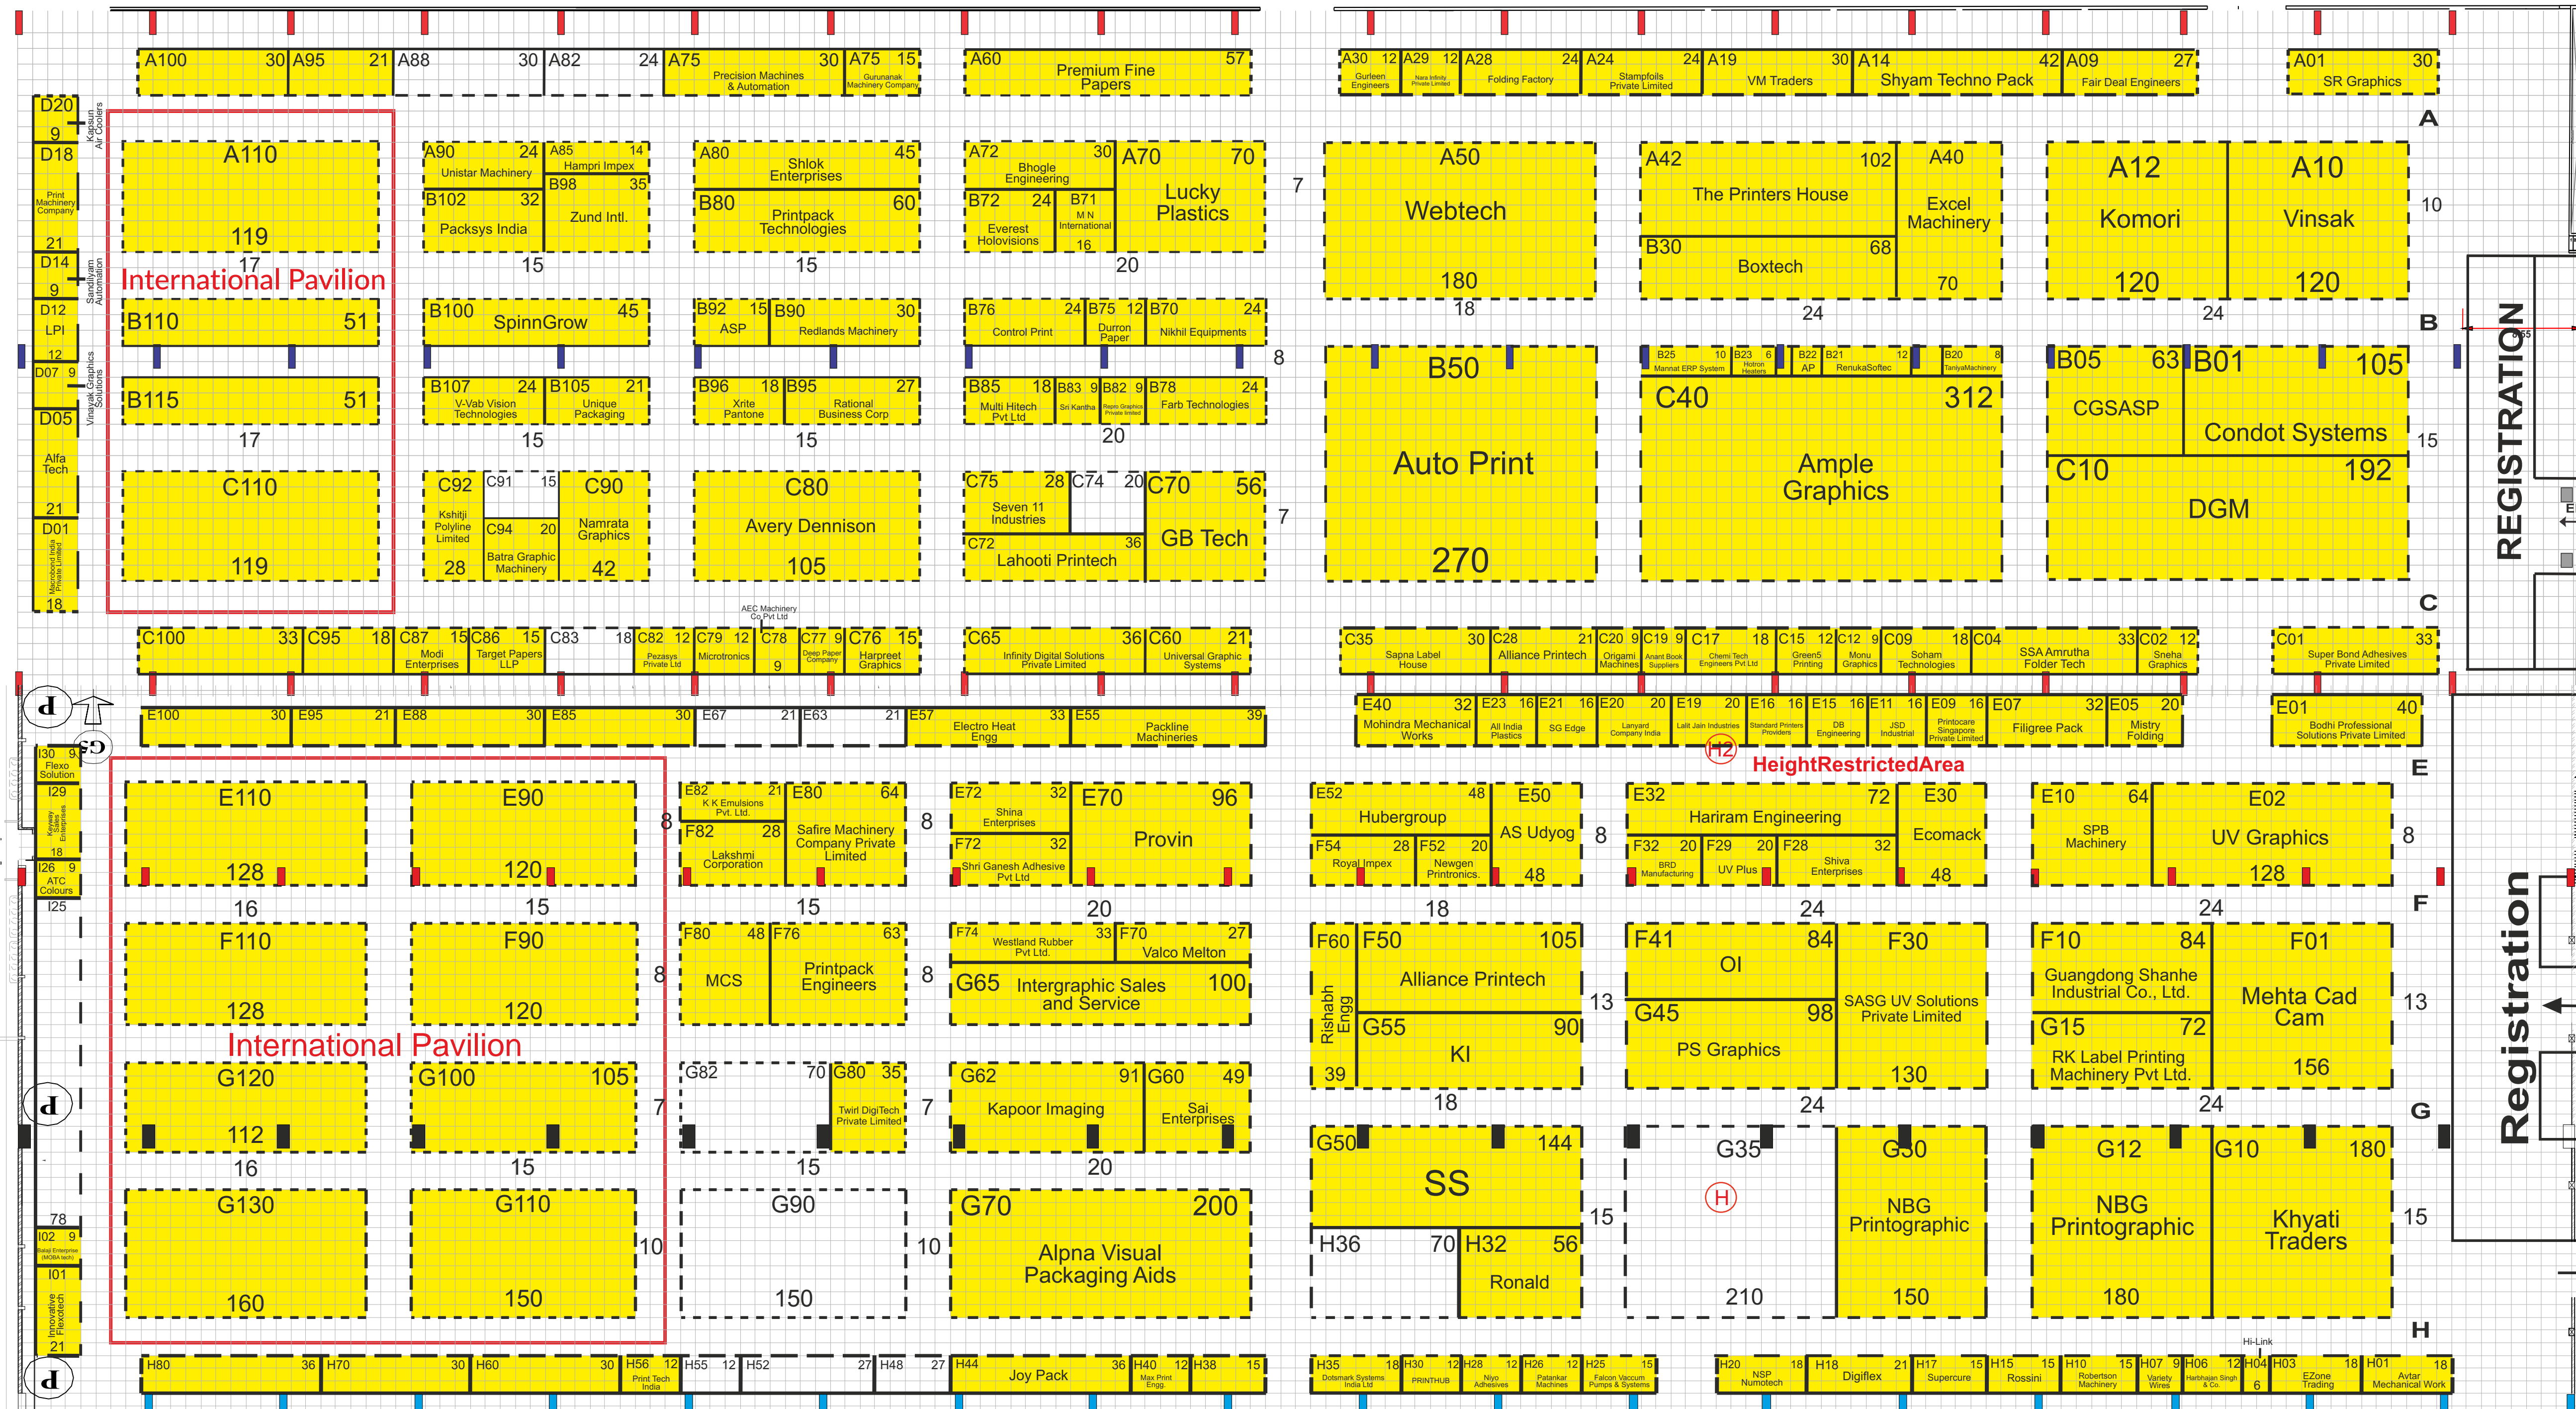 A100 30 A95 21 A88 30 A82 24 A75 30 A75 15 A60 57 A30 12 A29 12 A28 24 A24 24 A19 30 A14 42 A09 27 A01 30
Precision Machines
& Automation
Gurunanak
Machinery Company
Premium Fine
Papers
Gurleen
Engineers
Nara Infinity
Private Limited
Folding Factory
Stampfoils
Private Limited
VM Traders
Shyam Techno Pack
Fair Deal Engineers
SR Graphics
A
D20
9
Kapsun
Air Coolers
D18
Print
Machinery
Company
21
D14
9
Sandilyam
Automation
D12
LPI
12
D07 9
Vinayak Graphics
Solutions
D05
Alfa
Tech
21
D01
Macrobond India
Private Limited
18
A110
119
17
International Pavilion
B110 51
B115 51
17
C110
119
A90 24
Unistar Machinery
A85 14
Hampri Impex
B102 32
Packsys India
B98 35
Zund Intl.
15
A80 45
Shlok
Enterprises
B80 60
Printpack
Technologies
15
A72 30
Bhogle
Engineering
B72 24
Everest
Holovisions
B71
M N
International
16
A70 70
Lucky
Plastics
20
7
A50
Webtech
180
18
A42 102
The Printers House
B30 68
Boxtech
A40
Excel
Machinery
70
24
A12
Komori
120
A10
Vinsak
120
10
24
B
B100 45
SpinnGrow
B92 15
ASP
B90 30
Redlands Machinery
B76 24
Control Print
B75 12
Durron
Paper
B70 24
Nikhil Equipments
8
B107 24
V-Vab Vision
Technologies
B105 21
Unique
Packaging
15
B96 18
Xrite
Pantone
B95 27
Rational
Business Corp
15
B85 18
Multi Hitech
Pvt Ltd
B83 9
Sri Kantha
B82 9
Repro Graphics
Private limited
B78 24
Farb Technologies
20
B50
Auto Print
270
B25 10
Mannat ERP System
B23 6
Hotron
Heaters
B22
AP
B21 12
RenukaSoftec
B20 8
TaniyaMachinery
C40 312
Ample
Graphics
B05 63
CGSASP
B01 105
Condot Systems
C10 192
DGM
15
REGISTRATION
C92
Kshitji
Polyline
Limited
28
C91 15
C94 20
Batra Graphic
Machinery
C90
Namrata
Graphics
42
C80
Avery Dennison
105
C75 28
Seven 11
Industries
C74 20
C72 36
Lahooti Printech
C70 56
GB Tech
7
C
AEC Machinery
Co Pvt Ltd
C100 33
C95 18
C87 15
Modi
Enterprises
C86 15
Target Papers
LLP
C83 18
C82 12
Pezasys
Private Ltd
C79 12
Microtronics
C78
9
C77 9
Deep Paper
Company
C76 15
Harpreet
Graphics
C65 36
Infinity Digital Solutions
Private Limited
C60 21
Universal Graphic
Systems
C35 30
Sapna Label
House
C28 21
Alliance Printech
C20 9
Origami
Machines
C19 9
Anant Book
Suppliers
C17 18
Chemi Tech
Engineers Pvt Ltd
C15 12
Green5
Printing
C12 9
Monu
Graphics
C09 18
Soham
Technologies
C04 33
SSA Amrutha
Folder Tech
C02 12
Sneha
Graphics
C01 33
Super Bond Adhesives
Private Limited
P
G5
E100 30
E95 21
E88 30
E85 30
E67 21
E63 21
E57 33
Electro Heat
Engg
E55 39
Packline
Machineries
E40 32
Mohindra Mechanical
Works
E23 16
All India
Plastics
E21 16
SG Edge
E20 20
Lanyard
Company India
E19 20
Lalit Jain Industries
E16 16
Standard Printers
Providers
E15 16
DB
Engineering
E11 16
JSD
Industrial
E09 16
Printocare
Singapore
Private Limited
E07 32
Filigree Pack
E05 20
Mistry
Folding
E01 40
Bodhi Professional
Solutions Private Limited
H2
HeightRestrictedArea
E
I30 9
Flexo
Solution
I29
Keyway
Sales
Enterprises
18
I26 9
ATC
Colours
I25
78
I02 9
Balaji Enterprise
(MOBA tech)
I01
Innovative
Flexotech
21
P
P
E110
128
16
E90
120
15
8
E82 21
K K Emulsions
Pvt. Ltd.
F82 28
Lakshmi
Corporation
E80 64
Safire Machinery
Company Private
Limited
15
8
E72 32
Shina
Enterprises
F72 32
Shri Ganesh Adhesive
Pvt Ltd
E70 96
Provin
20
E52 48
Hubergroup
F54 28
Royal Impex
F52 20
Newgen
Printronics.
E50
AS Udyog
48
18
8
E32 72
Hariram Engineering
F32 20
BRD
Manufacturing
F29 20
UV Plus
F28 32
Shiva
Enterprises
E30
Ecomack
48
24
E10 64
SPB
Machinery
E02
UV Graphics
128
24
8
F
F110
128
F90
120
8
International Pavilion
F80 48
MCS
F76 63
Printpack
Engineers
8
F74 33
Westland Rubber
Pvt Ltd.
F70 27
Valco Melton
G65 100
Intergraphic Sales
and Service
F60
Rishabh
Engg
39
F50 105
Alliance Printech
G55 90
KI
18
13
F41 84
OI
G45 98
PS Graphics
F30
SASG UV Solutions
Private Limited
130
24
F10 84
Guangdong Shanhe
Industrial Co., Ltd.
G15 72
RK Label Printing
Machinery Pvt Ltd.
F01
Mehta Cad
Cam
156
24
13
Registration
G
G120
112
16
G100 105
15
7
G82 70
G80 35
Twirl DigiTech
Private Limited
15
7
G62 91
Kapoor Imaging
G60 49
Sai
Enterprises
20
G130
160
G110
150
10
G90
150
10
G70 200
Alpna Visual
Packaging Aids
G50 144
SS
H36 70
H32 56
Ronald
15
G35
H
210
G30
NBG
Printographic
150
G12
NBG
Printographic
180
G10 180
Khyati
Traders
15
H
Hi-Link
H80 36
H70 30
H60 30
H56 12
Print Tech
India
H55 12
H52 27
H48 27
H44 36
Joy Pack
H40 12
Max Print
Engg.
H38 15
H35 18
Dotsmark Systems
India Ltd
H30 12
PRINTHUB
H28 12
Niyo
Adhesives
H26 12
Patankar
Machines
H25 15
Falcon Vaccum
Pumps & Systems
H20 18
NSP
Numotech
H18 21
Digiflex
H17 15
Supercure
H15 15
Rossini
H10 15
Robertson
Machinery
H07 9
Variety
Wires
H06 12
Harbhajan Singh
& Co.
H04
6
H03 18
EZone
Trading
H01 18
Avtar
Mechanical Work